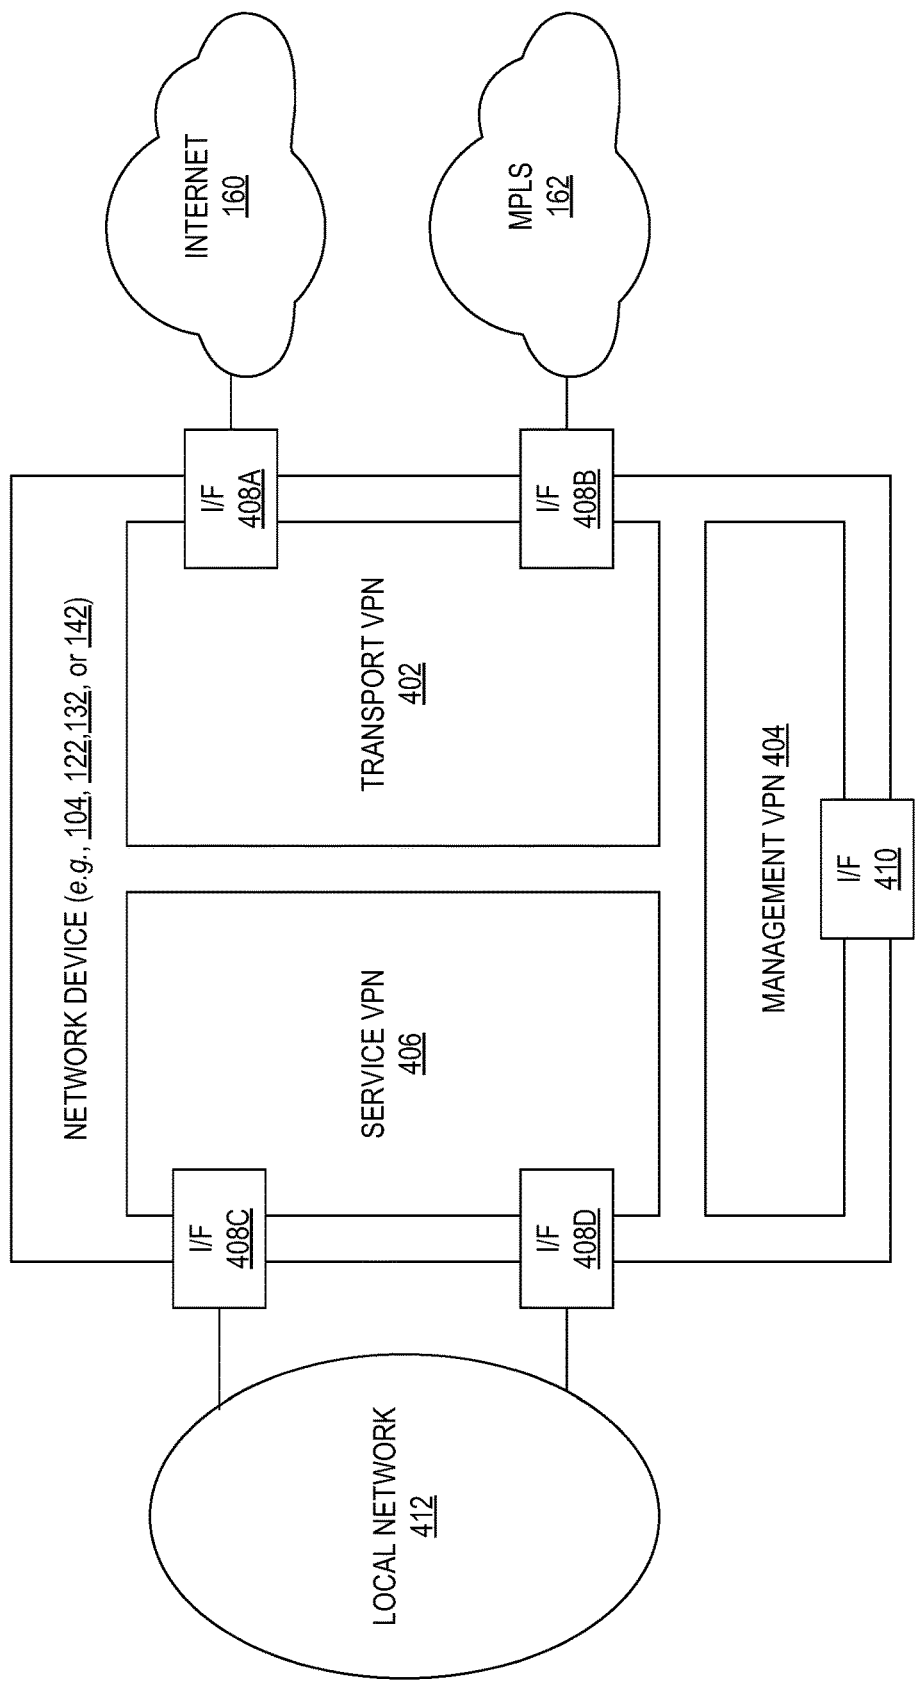 NETWORK DEVICE (e.g., 104, 122,132, or 142)
LOCAL NETWORK
412
I/F
408C
I/F
408D
SERVICE VPN
406
TRANSPORT VPN
402
I/F
408A
I/F
408B
INTERNET
160
MPLS
162
MANAGEMENT VPN 404
I/F
410